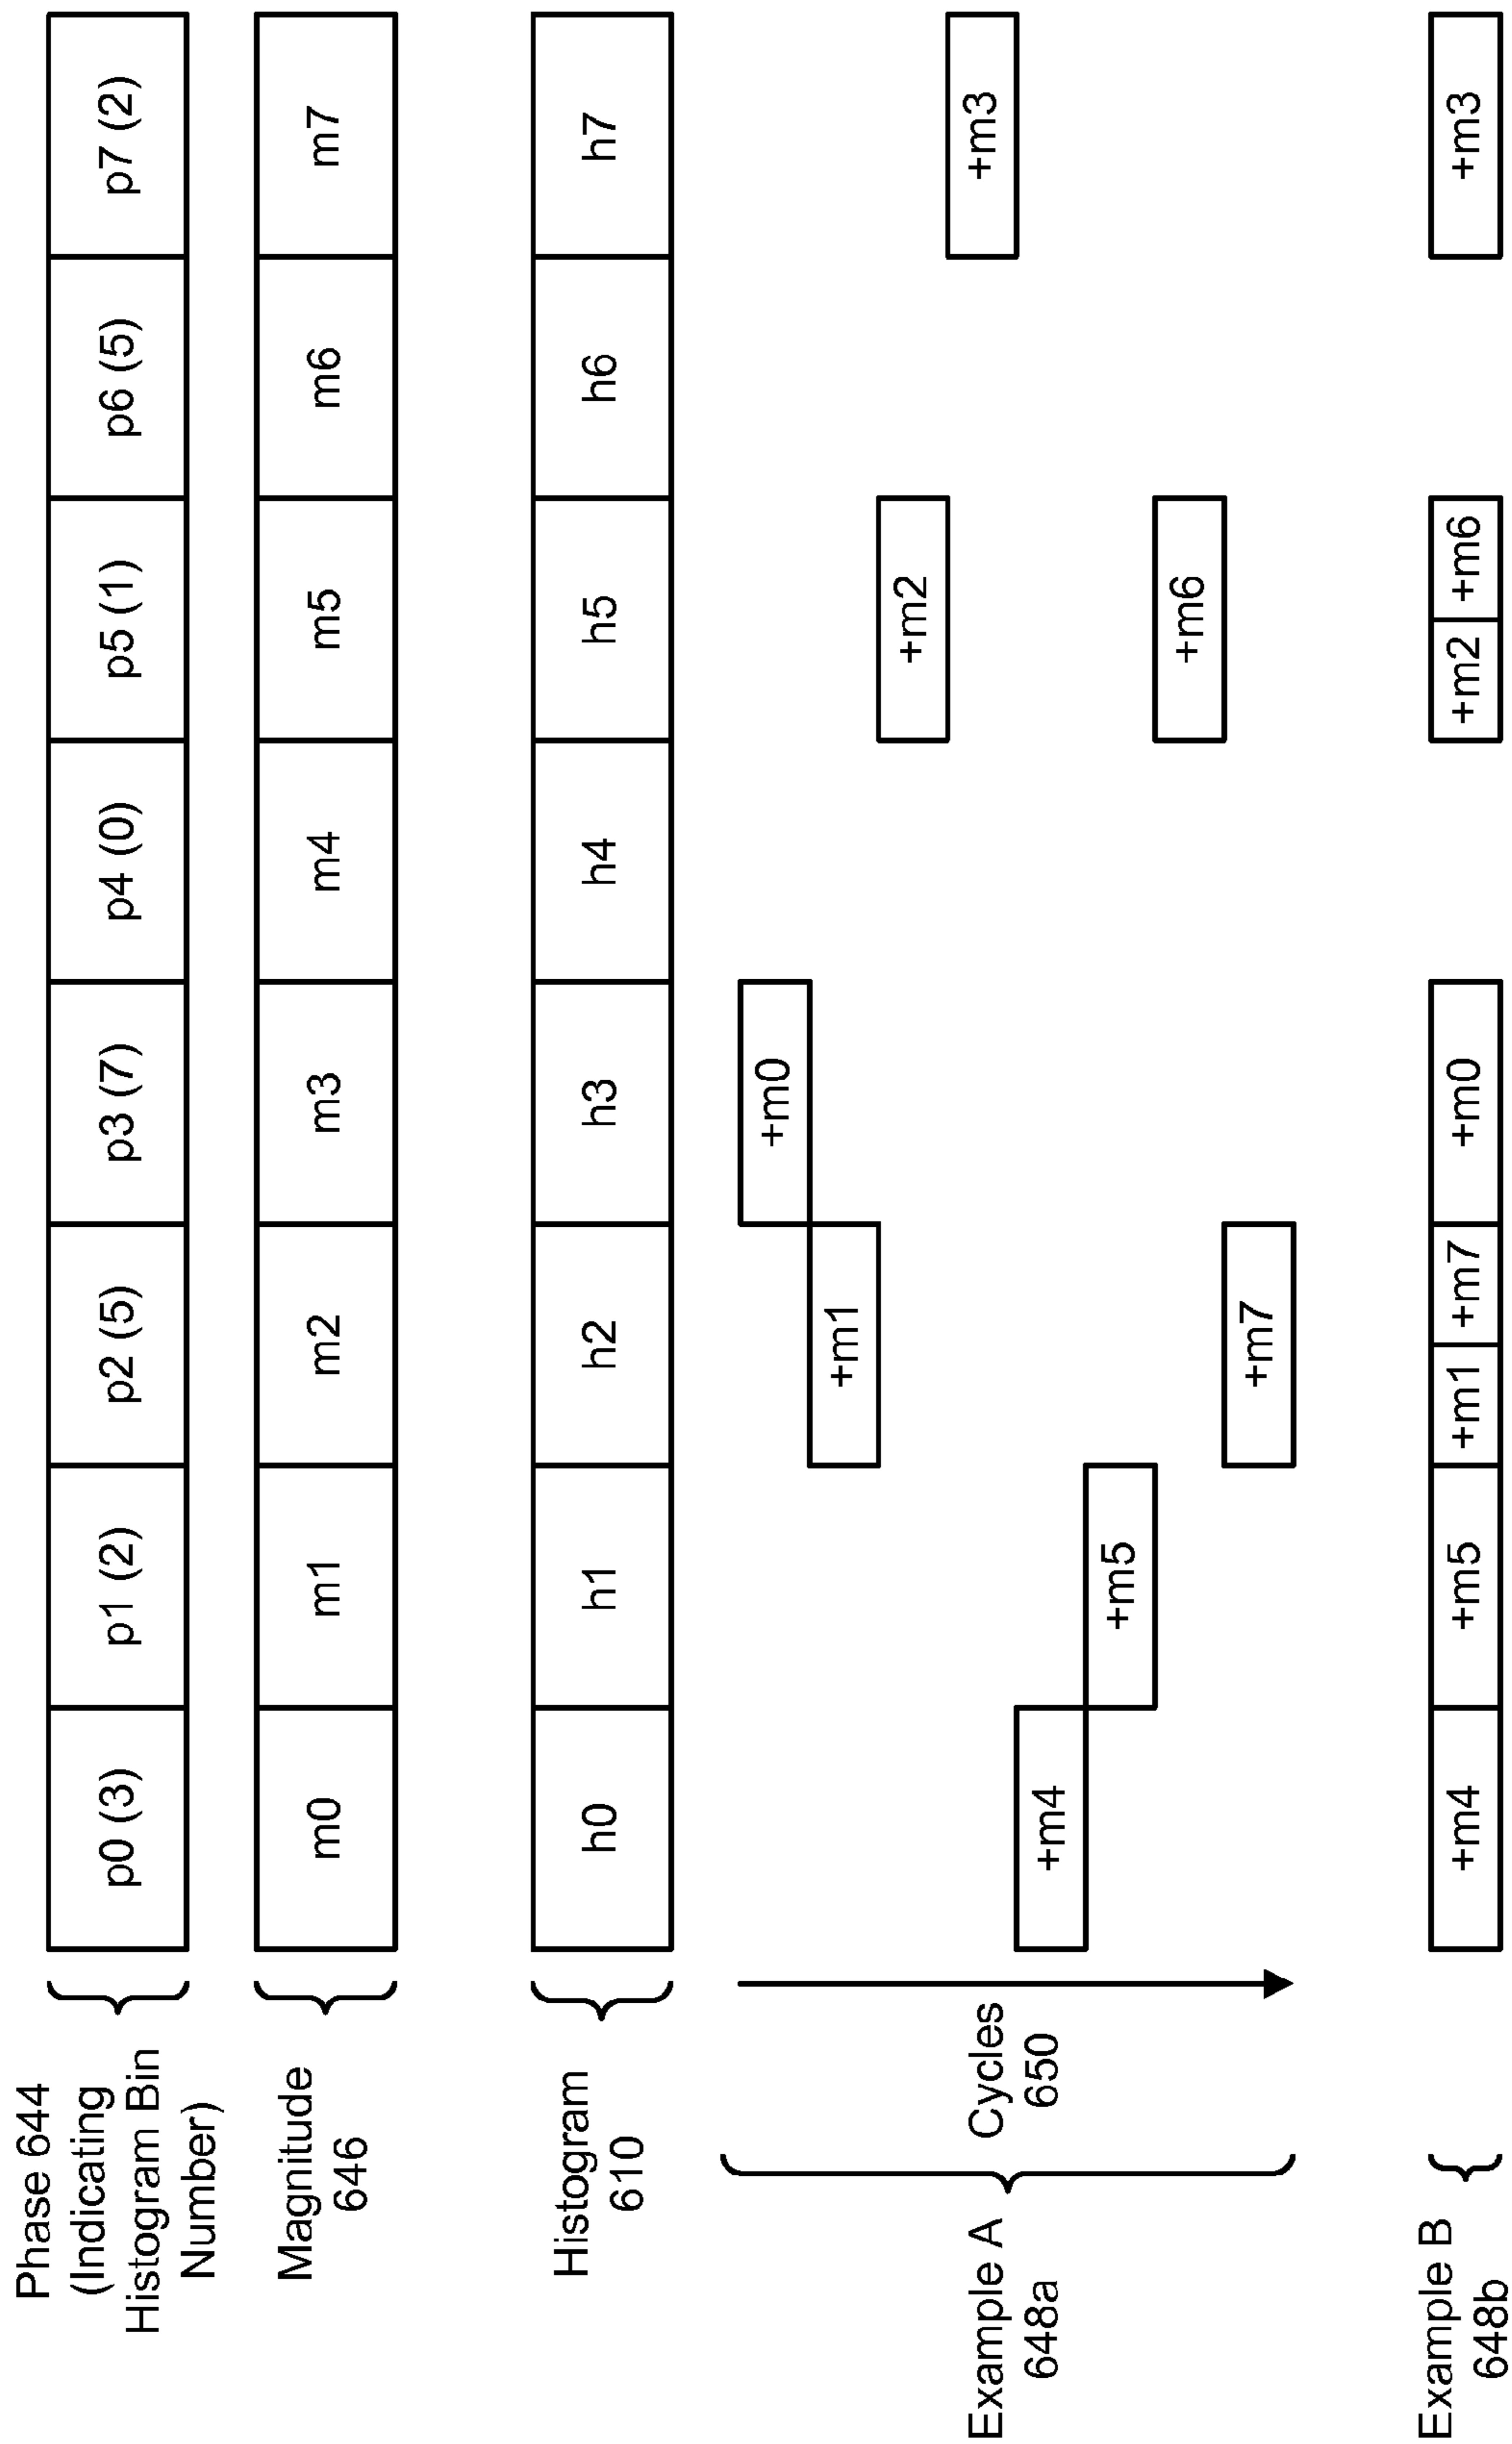 Phase 644
(Indicating
Histogram Bin
Number)
p0 (3) p1 (2) p2 (5) p3 (7) p4 (0) p5 (1) p6 (5) p7 (2)
Magnitude
646
m0 m1 m2 m3 m4 m5 m6 m7
Histogram
610
h0 h1 h2 h3 h4 h5 h6 h7
Example A
648a
Cycles
650
+m0
+m1
+m2
+m3
+m4
+m5
+m6
+m7
Example B
648b
+m4 +m5 +m1 +m7 +m0 +m2 +m6 +m3